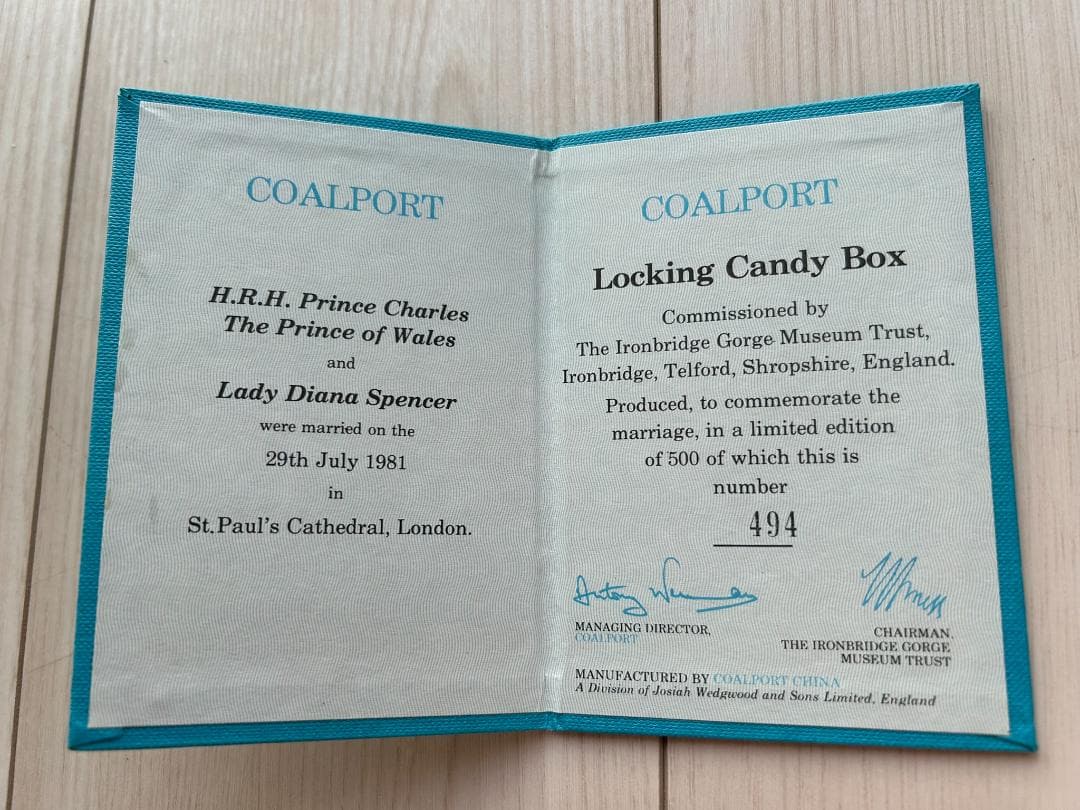 COALPORT
H.R.H. Prince Charles
The Prince of Wales
and
Lady Diana Spencer
were married on the
29th July 1981
in
St. Paul's Cathedral, London.
COALPORT
Locking Candy Box
Commissioned by
The Ironbridge Gorge Museum Trust,
Ironbridge, Telford, Shropshire, England.
Produced, to commemorate the
marriage, in a limited edition
of 500 of which this is
number
494
Antony
MANAGING DIRECTOR,
COALPORT
CHAIRMAN,
THE IRONBRIDGE GORGE
MUSEUM TRUST
MANUFACTURED BY COALPORT CHINA
A Division of Josiah Wedgwood and Sons Limited, England